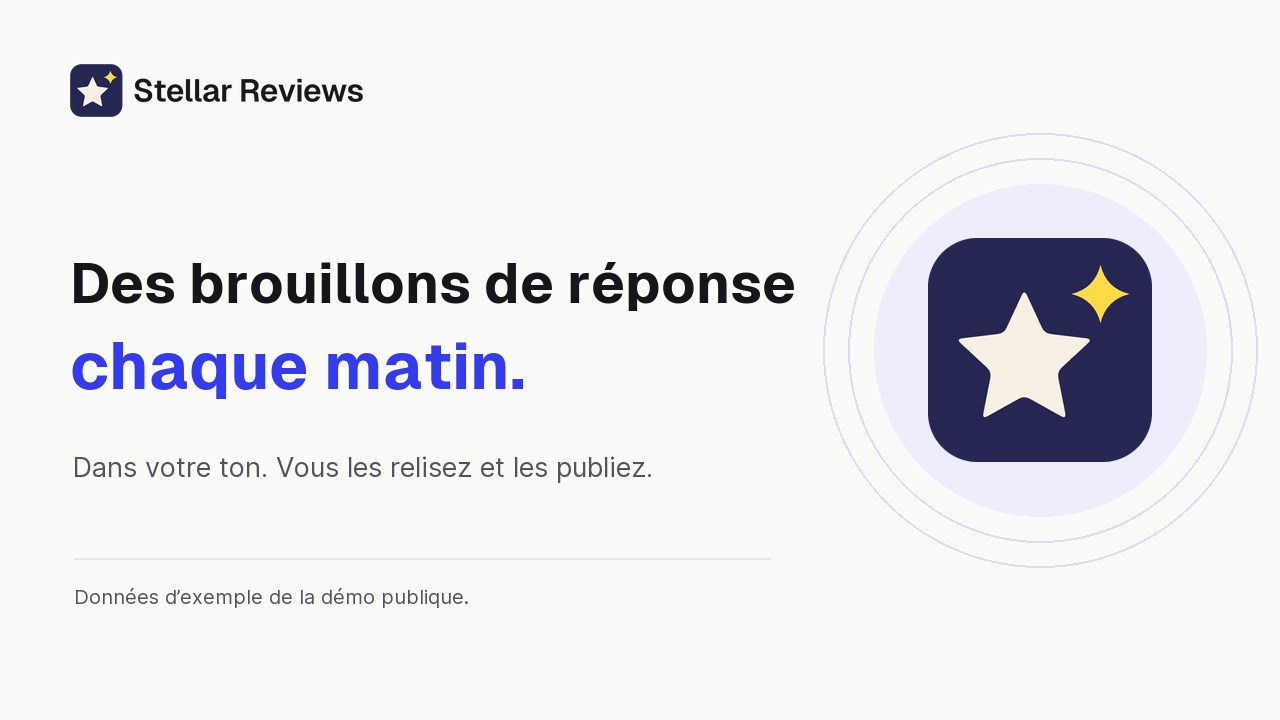 Stellar Reviews
Des brouillons de réponse
chaque matin.
Dans votre ton. Vous les relisez et les publiez.
Données d’exemple de la démo publique.